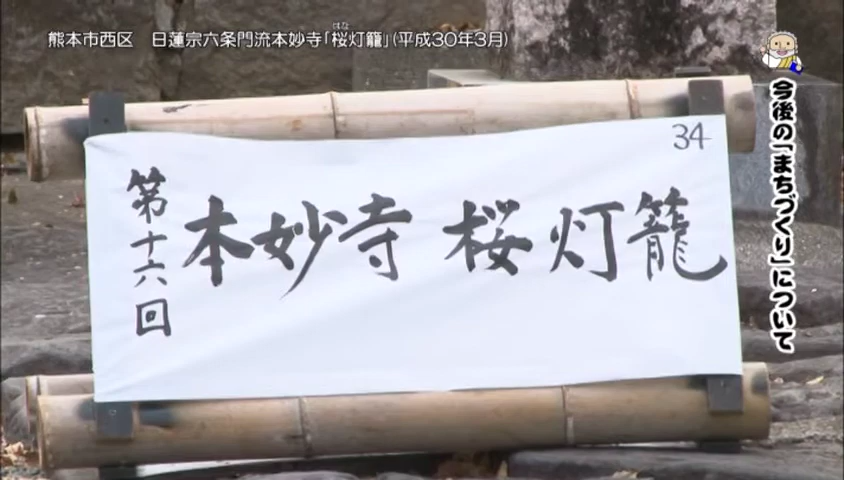 熊本市西区　日蓮宗六条門流本妙寺「桜灯籠」(平成30年3月)
はな
今後の「まちづくり」について
34
第十六回
本妙寺 桜灯籠